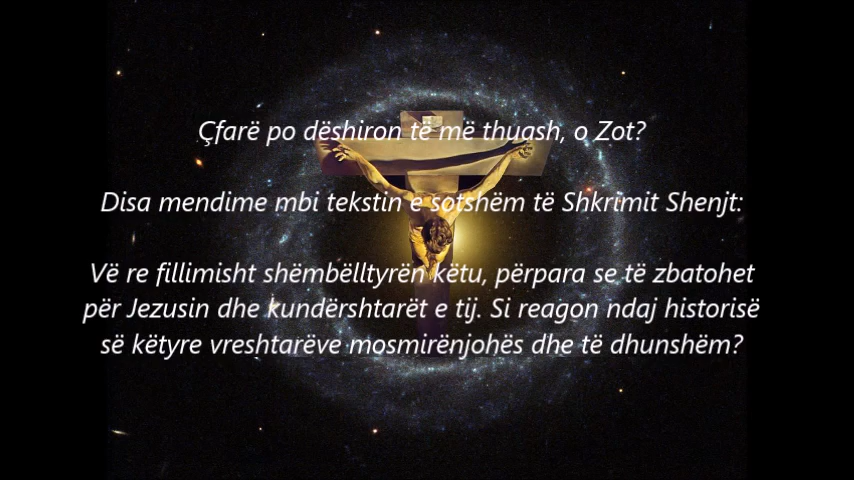 Çfarë po dëshiron të më thuash, o Zot?
Disa mendime mbi tekstin e sotshëm të Shkrimit Shenjt:
Vë re fillimisht shëmbëlltyrën këtu, përpara se të zbatohet
për Jezusin dhe kundërshtarët e tij. Si reagon ndaj historisë
së këtyre vreshtarëve mosmirënjohës dhe të dhunshëm?